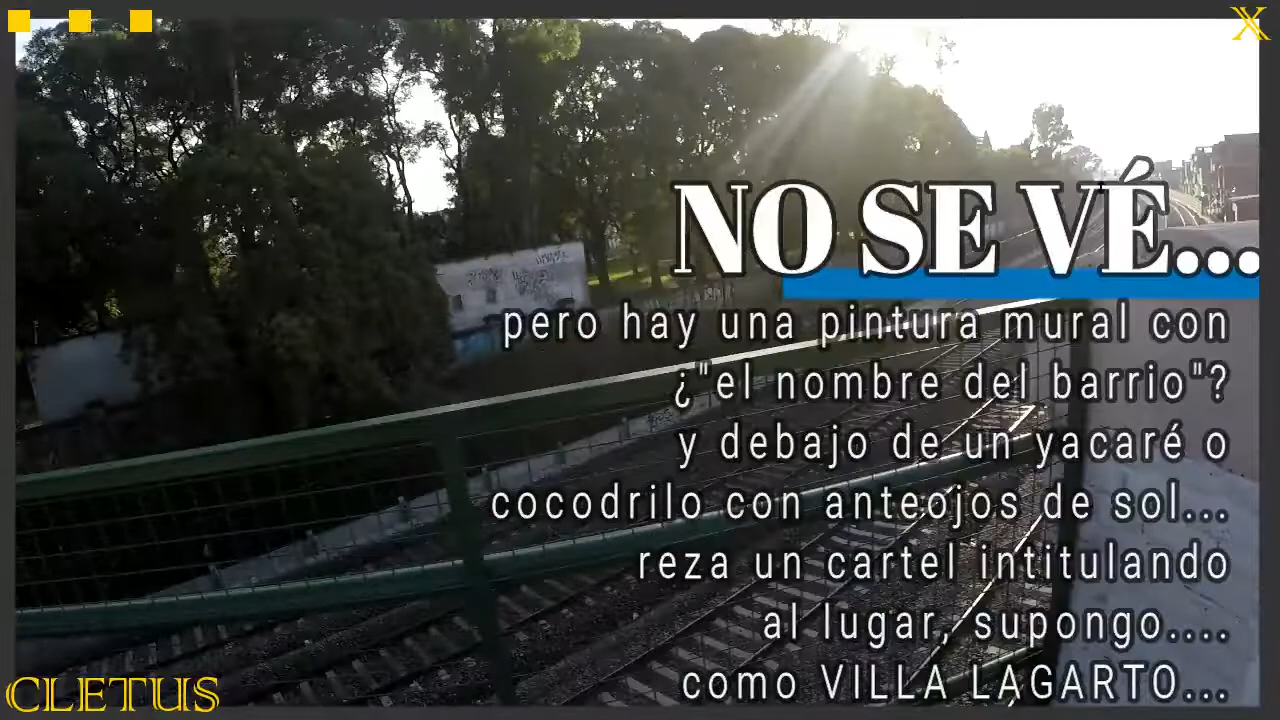 X
NO SE VÉ...
pero hay una pintura mural con
¿"el nombre del barrio"?
y debajo de un yacaré o
cocodrilo con anteojos de sol...
reza un cartel intitulando
al lugar, supongo....
como VILLA LAGARTO...
CLETUS